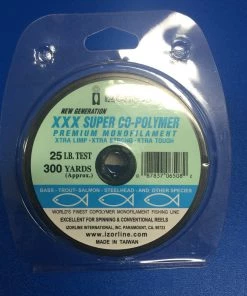 NEW GENERATION
XXX SUPER CO-POLYMER
PREMIUM MONOFILAMENT
XTRA LIMP - XTRA STRONG - XTRA TOUGH
25 LB. TEST
300 YARDS
(Approx.)
BASS - TROUT - SALMON - STEELHEAD - AND OTHER SPECIES
WORLD'S FINEST COPOLYMER MONOFILAMENT FISHING LINE
EXCELLENT FOR SPINNING & CONVENTIONAL REELS
IZORLINE INTERNATIONAL, INC. PARAMOUNT, CA. 90723
www.izorline.com
MADE IN TAIWAN